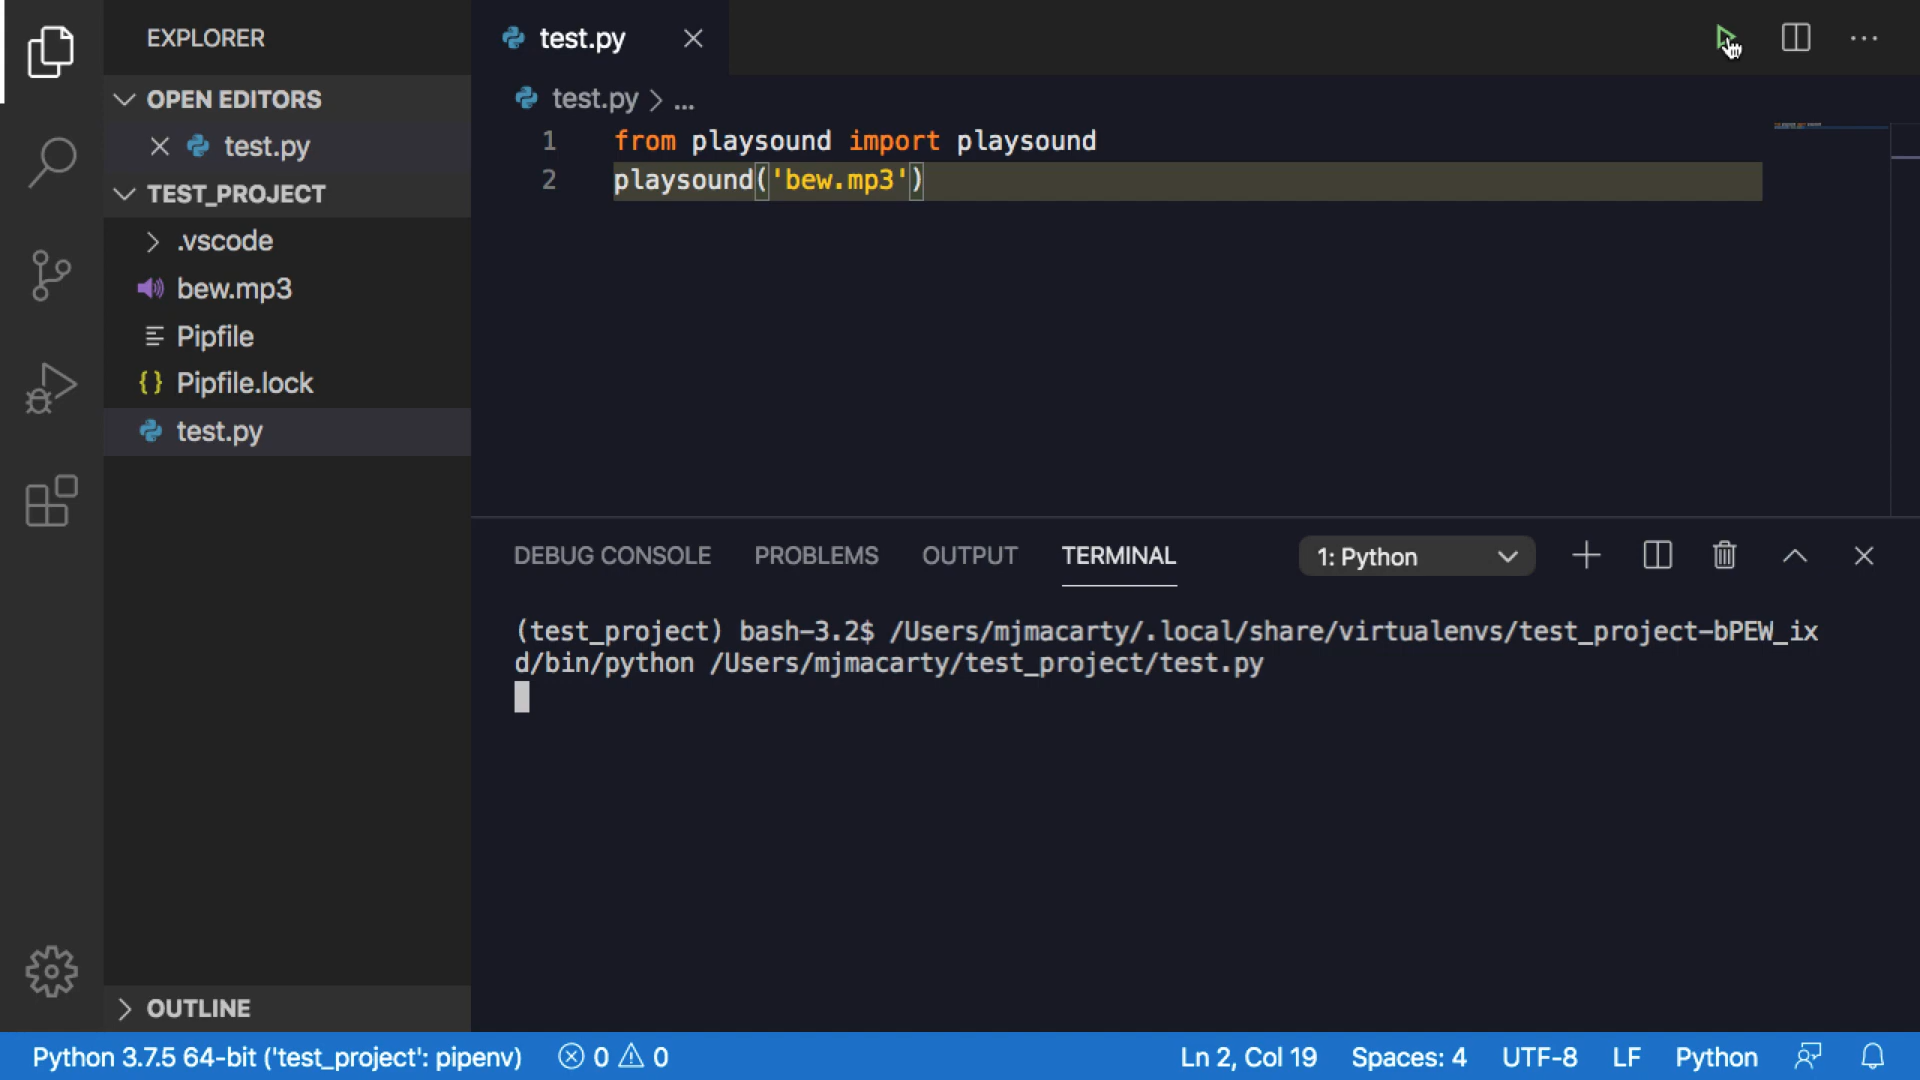 EXPLORER
OPEN EDITORS
test.py
TEST_PROJECT
.vscode
bew.mp3
Pipfile
{} Pipfile.lock
test.py
OUTLINE
test.py
test.py > ...
1 from playsound import playsound
2 playsound('bew.mp3')
DEBUG CONSOLE PROBLEMS OUTPUT TERMINAL 1: Python
(test_project) bash-3.2$ /Users/mjmacarty/.local/share/virtualenvs/test_project-bPEW_ix
d/bin/python /Users/mjmacarty/test_project/test.py
Python 3.7.5 64-bit ('test_project': pipenv) 0 0 Ln 2, Col 19 Spaces: 4 UTF-8 LF Python